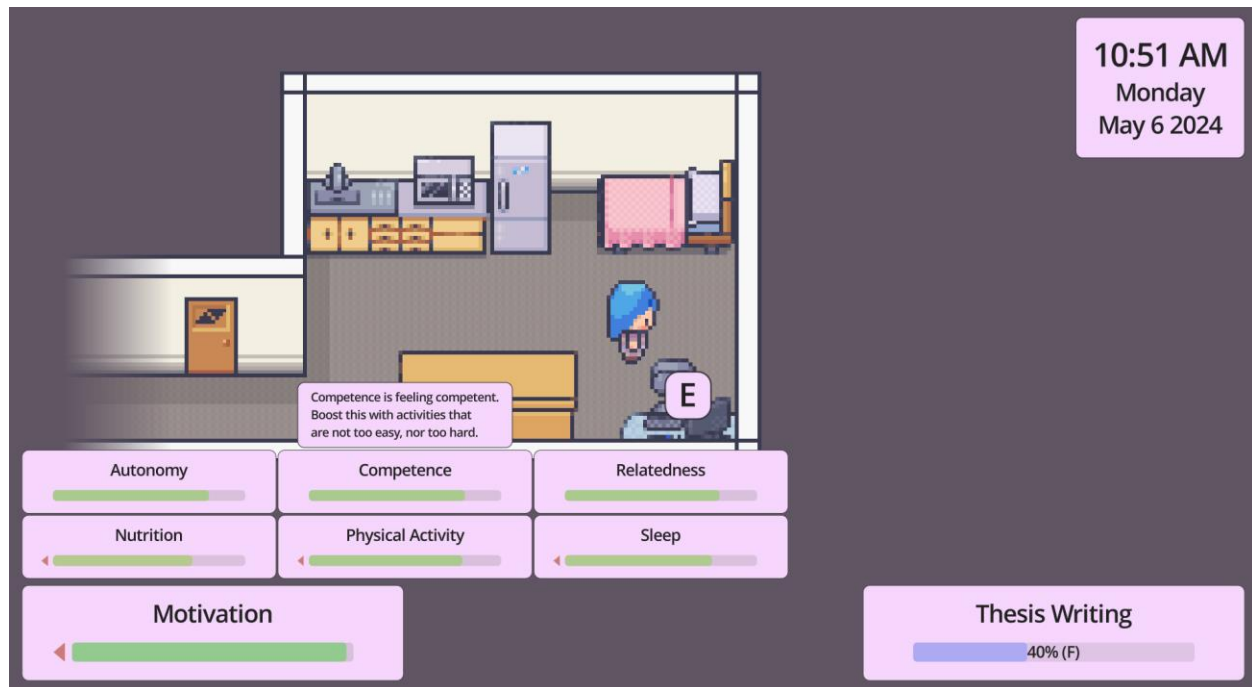 10:51 AM
Monday
May 6 2024
E
Competence is feeling competent.
Boost this with activities that
are not too easy, nor too hard.
Autonomy
Competence
Relatedness
Nutrition
Physical Activity
Sleep
Motivation
Thesis Writing
40% (F)